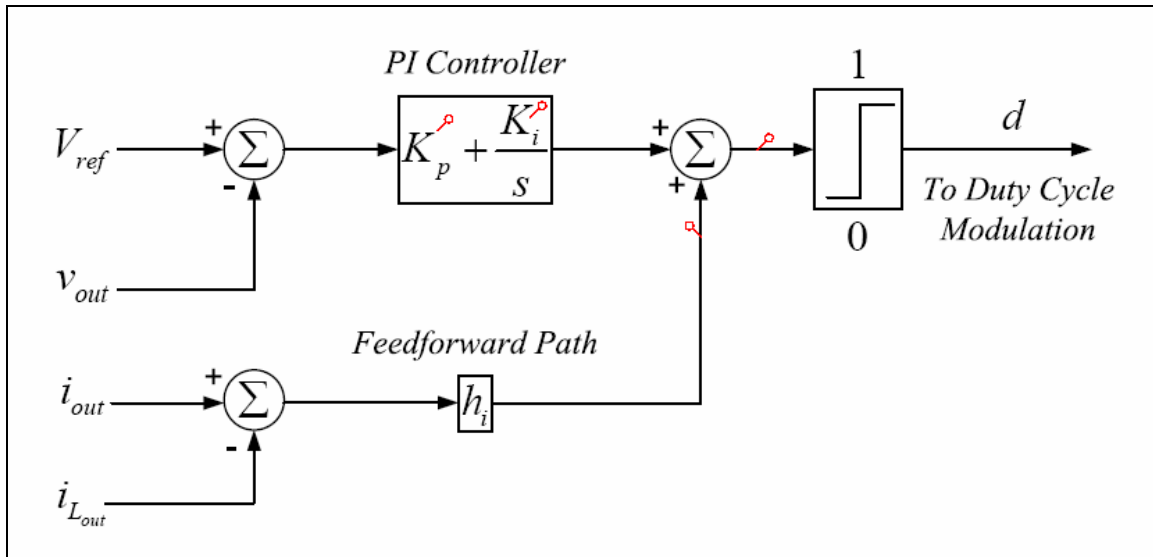 PI Controller
K_p + K_i/s
V_ref
+
-
Σ
+
+
Σ
1
0
d
To Duty Cycle
Modulation
v_out
Feedforward Path
i_out
+
-
Σ
h_i
i_L_out